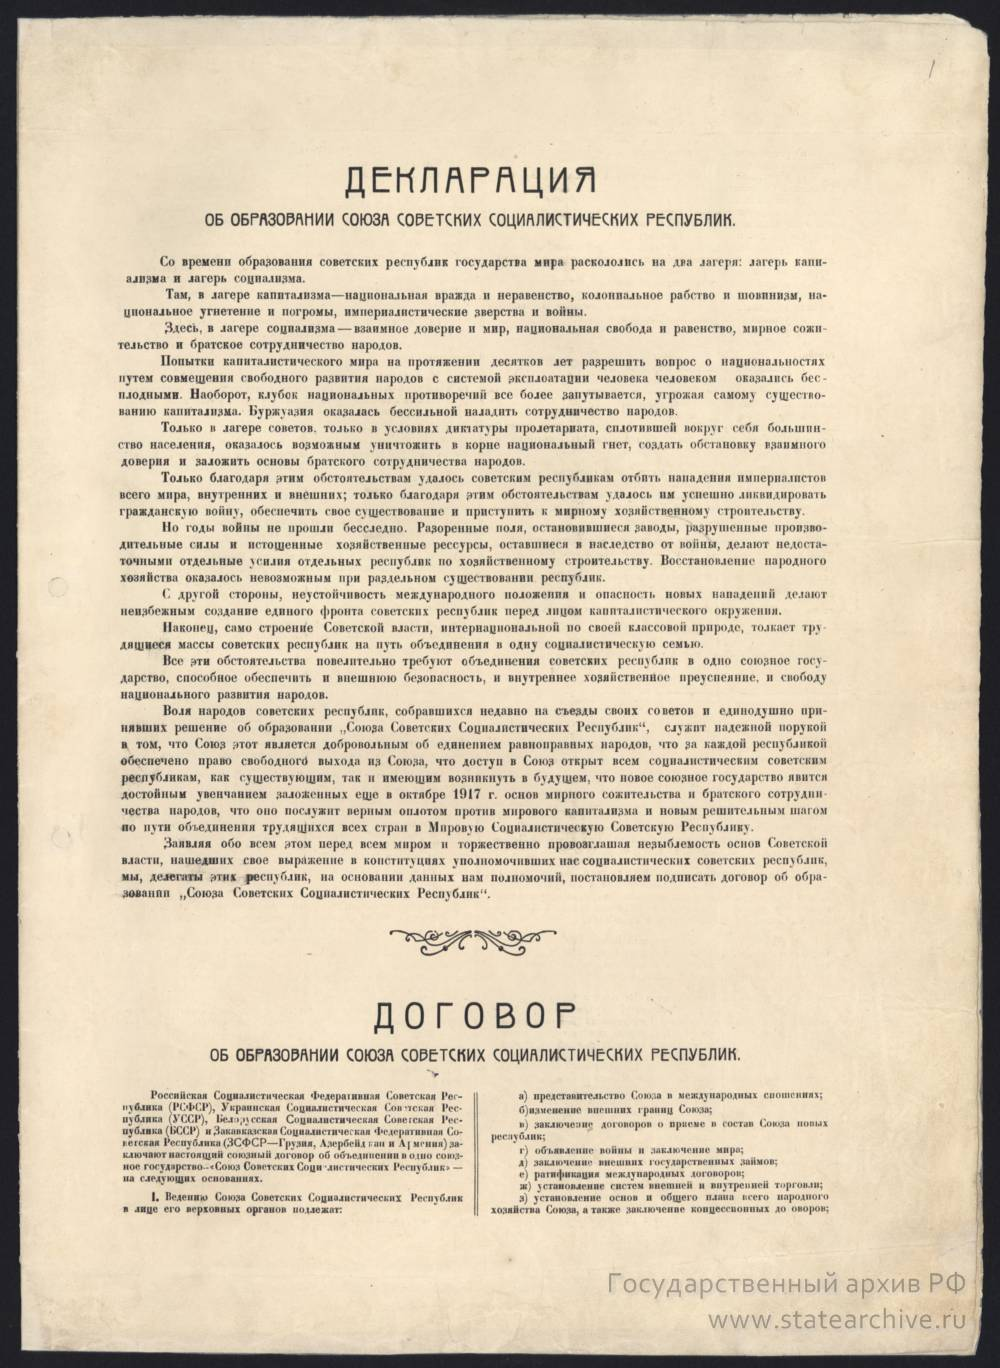 1
ДЕКЛАРАЦИЯ
ОБ ОБРАЗОВАНИИ СОЮЗА СОВЕТСКИХ СОЦИАЛИСТИЧЕСКИХ РЕСПУБЛИК.
Со времени образования советских республик государства мира раскололись на два лагеря: лагерь капи-
ализма и лагерь социализма.
Там, в лагере капитализма—национальная вражда и неравенство, колониальное рабство и шовинизм, на-
циональное угнетение и погромы, империалистические зверства и войны.
Здесь, в лагере социализма—взаимное доверие и мир, национальная свобода и равенство, мирное сожи-
тельство и братское сотрудничество народов.
Попытки капиталистического мира на протяжении десятков лет разрешить вопрос о национальностях
путем совмещения свободного развития народов с системой эксплоатации человека человеком оказались бес-
плодными. Наоборот, клубок национальных противоречий все более запутывается, угрожая самому существо-
ванию капитализма. Буржуазия оказалась бессильной наладить сотрудничество народов.
Только в лагере советов, только в условиях диктатуры пролетариата, сплотившей вокруг себя большин-
ство населения, оказалось возможным уничтожить в корне национальный гнет, создать обстановку взаимного
доверия и заложить основы братского сотрудничества народов.
Только благодаря этим обстоятельствам удалось советским республикам отбить нападения империалистов
всего мира, внутренних и внешних; только благодаря этим обстоятельствам удалось им успешно ликвидировать
гражданскую войну, обеспечить свое существование и приступить к мирному хозяйственному строительству.
Но годы войны не прошли бесследно. Разоренные поля, остановившиеся заводы, разрушенные произво-
дительные силы и истощенные хозяйственные рессурсы, оставшиеся в наследство от войны, делают недоста-
точными отдельные усилия отдельных республик по хозяйственному строительству. Восстановление народного
хозяйства оказалось невозможным при раздельном существовании республик.
С другой стороны, неустойчивость международного положения и опасность новых нападений делают
неизбежным создание единого фронта советских республик перед лицом капиталистического окружения.
Наконец, само строение Советской власти, интернациональной по своей классовой природе, толкает тру-
дящиеся массы советских республик на путь объединения в одну социалистическую семью.
Все эти обстоятельства повелительно требуют объединения советских республик в одно союзное госу-
дарство, способное обеспечить и внешнюю безопасность, и внутреннее хозяйственное преуспеяние, и свободу
национального развития народов.
Воля народов советских республик, собравшихся недавно на съезды своих советов и единодушно при-
нявших решение об образовании „Союза Советских Социалистических Республик“, служит надежной порукой
в том, что Союз этот является добровольным об единением равноправных народов, что за каждой республикой
обеспечено право свободного выхода из Союза, что доступ в Союз открыт всем социалистическим советским
республикам, как существующим, так и имеющим возникнуть в будущем, что новое союзное государство явится
достойным увенчанием заложенных еще в октябре 1917 г. основ мирного сожительства и братского сотрудни-
чества народов, что оно послужит верным оплотом против мирового капитализма и новым решительным шагом
по пути объединения трудящихся всех стран в Мировую Социалистическую Советскую Республику.
Заявляя обо всем этом перед всем миром и торжественно провозглашая незыблемость основ Советской
власти, нашедших свое выражение в конституциях уполномочивших нас социалистических советских республик,
мы, делегаты этих республик, на основании данных нам полномочий, постановляем подписать договор об обра-
зовании „Союза Советских Социалистических Республик“.
ДОГОВОР
ОБ ОБРАЗОВАНИИ СОЮЗА СОВЕТСКИХ СОЦИАЛИСТИЧЕСКИХ РЕСПУБЛИК.
Российская Социалистическая Федеративная Советская Рес-
публика (РСФСР), Украинская Социалистическая Советская Рес-
публика (УССР), Белорусская Социалистическая Советская Рес-
публика (БССР) и Закавказская Социалистическая Федеративная Со-
ветская Республика (ЗСФСР—Грузия, Азербейджан и Армения) за-
ключают настоящий союзный договор об объединении в одно союз-
ное государство—«Союз Советских Социалистических Республик»—
на следующих основаниях.
1. Ведению Союза Советских Социалистических Республик
в лице его верховных органов подлежат:
а) представительство Союза в международных сношениях;
б) изменение внешних границ Союза;
в) заключение договоров о приеме в состав Союза новых
республик;
г) объявление войны и заключение мира;
д) заключение внешних государственных займов;
е) ратификация международных договоров;
ж) установление систем внешней и внутренней торговли;
з) установление основ и общего плана всего народного
хозяйства Союза, а также заключение концессионных до оворов;
Государственный архив РФ
www.statearchive.ru